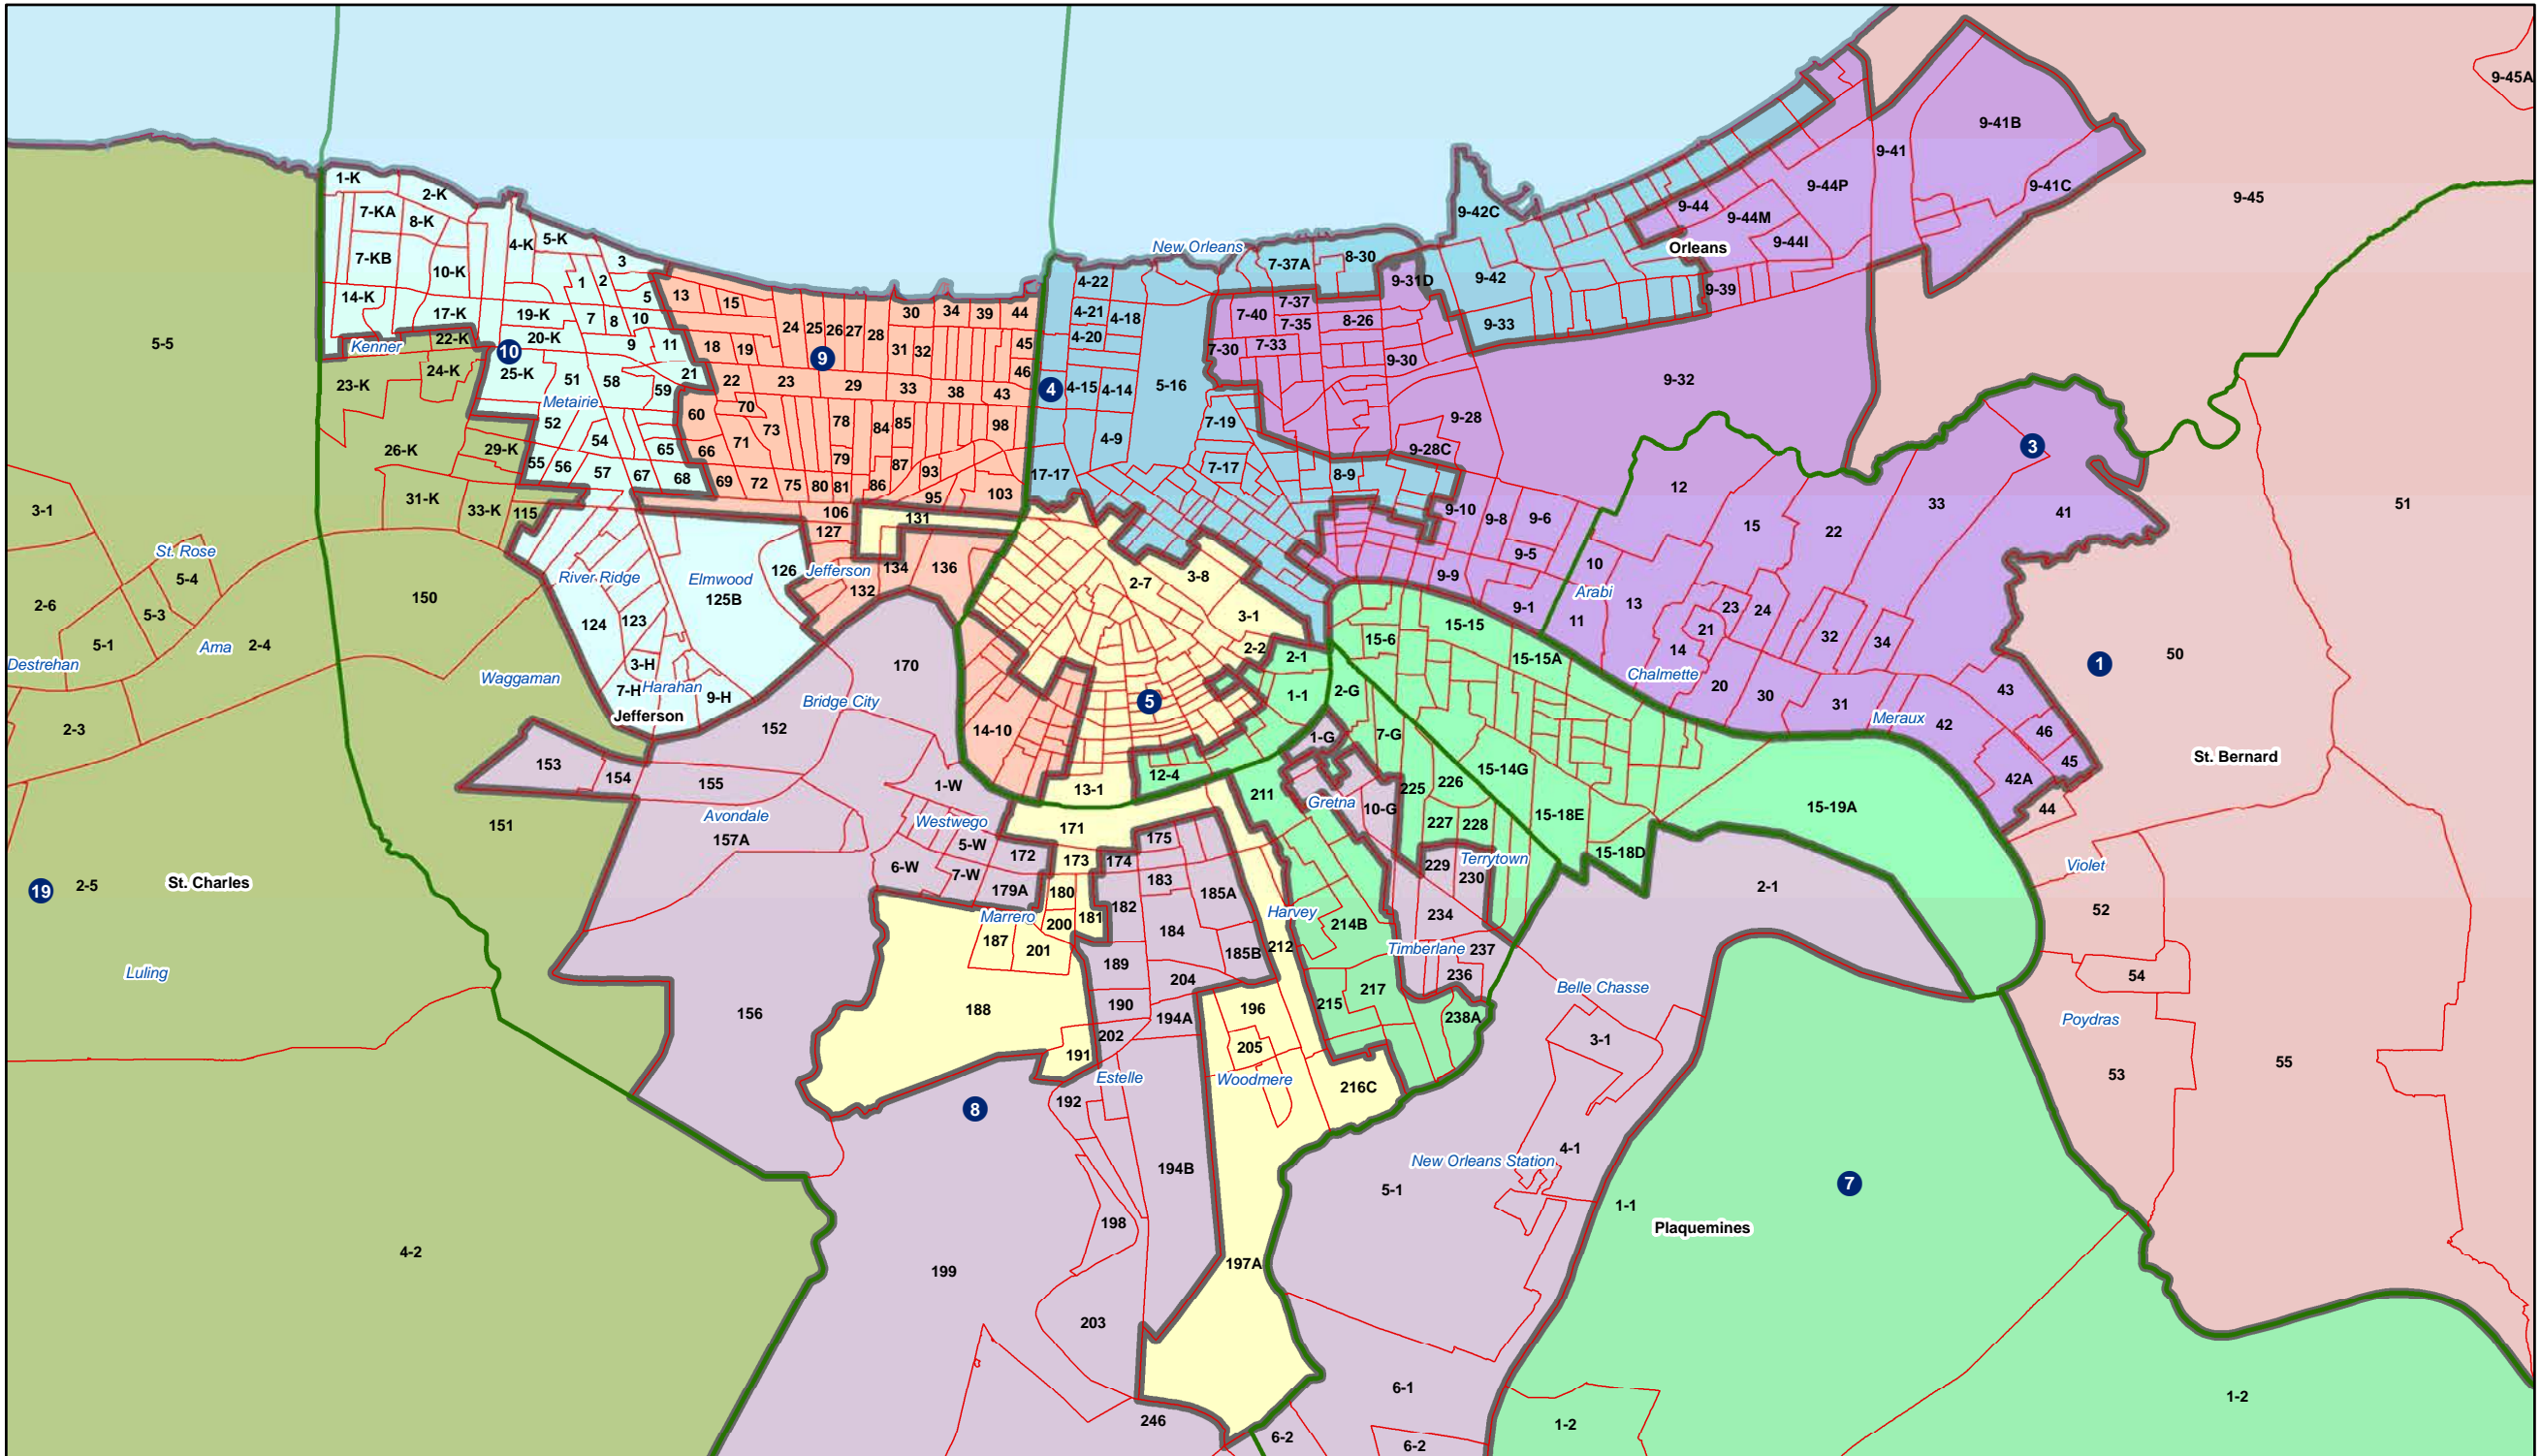 9-45A
9-41B
9-41
9-41C
9-44P
9-45
9-44
9-44M
9-44I
Orleans
9-42C
9-42
9-39
9-33
1-K
2-K
7-KA
8-K
4-K
5-K
3
7-KB
10-K
1
2
14-K
5
17-K
19-K
7
8
10
Kenner
22-K
20-K
9
11
10
25-K
21
23-K
24-K
51
58
59
Metairie
52
54
26-K
29-K
65
55
56
57
67
68
31-K
33-K
115
5-5
3-1
St. Rose
5-4
2-6
5-3
5-1
Ama
2-4
Destrehan
2-3
150
Waggaman
River Ridge
Elmwood
125B
126
124
123
3-H
7-H
Harahan
9-H
Jefferson
13
15
24
25
26
27
28
30
34
39
44
18
19
9
31
32
45
46
22
23
29
33
38
43
60
70
73
78
84
85
98
71
66
79
87
93
69
72
75
80
81
86
95
103
106
131
127
Jefferson
134
136
132
New Orleans
4-22
7-37A
8-30
9-31D
4-21
4-18
4-20
7-37
7-40
7-35
8-26
7-30
7-33
9-30
4
4-15
4-14
5-16
9-32
7-19
4-9
9-28
9-28C
17-17
7-17
8-9
9-10
9-8
9-6
9-5
9-9
9-1
12
15
22
33
3
41
51
10
Arabi
13
11
23
24
21
14
32
34
Chalmette
20
30
31
Meraux
42
43
46
45
42A
44
1
50
St. Bernard
2-7
3-8
3-1
2-2
2-1
1-1
5
14-10
13-1
12-4
15-6
15-15
15-15A
2-G
1-G
7-G
15-14G
15-18E
15-18D
15-19A
225
226
227
228
211
Gretna
10-G
229
230
Terrytown
234
Timberlane
237
236
238A
170
152
Bridge City
153
154
155
151
Avondale
157A
1-W
Westwego
5-W
6-W
7-W
172
179A
171
173
174
175
180
183
185A
182
181
200
Marrero
187
201
184
185B
189
204
188
190
194A
202
191
Estelle
192
Harvey
212
214B
215
217
196
205
Woodmere
216C
156
8
199
198
194B
203
197A
246
19
2-5
St. Charles
Luling
4-2
2-1
Belle Chasse
3-1
4-1
New Orleans Station
5-1
1-1
7
Plaquemines
6-1
6-2
6-2
1-2
1-2
Violet
52
54
Poydras
53
55